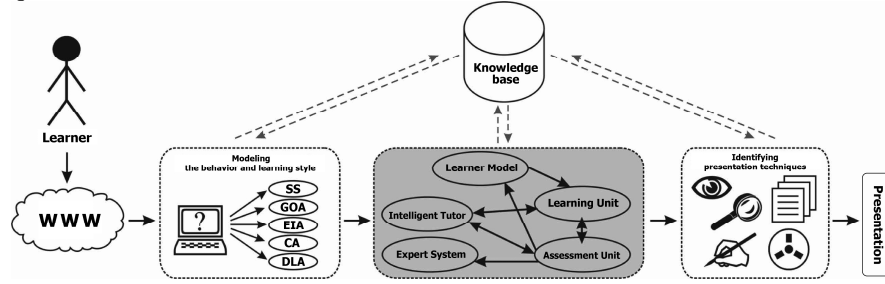 Knowledge
base
Learner
WWW
Modeling
the behavior and learning style
?
SS
GOA
EIA
CA
DLA
Learner Model
Learning Unit
Intelligent Tutor
Expert System
Assessment Unit
Identifying
presentation techniques
Presentation